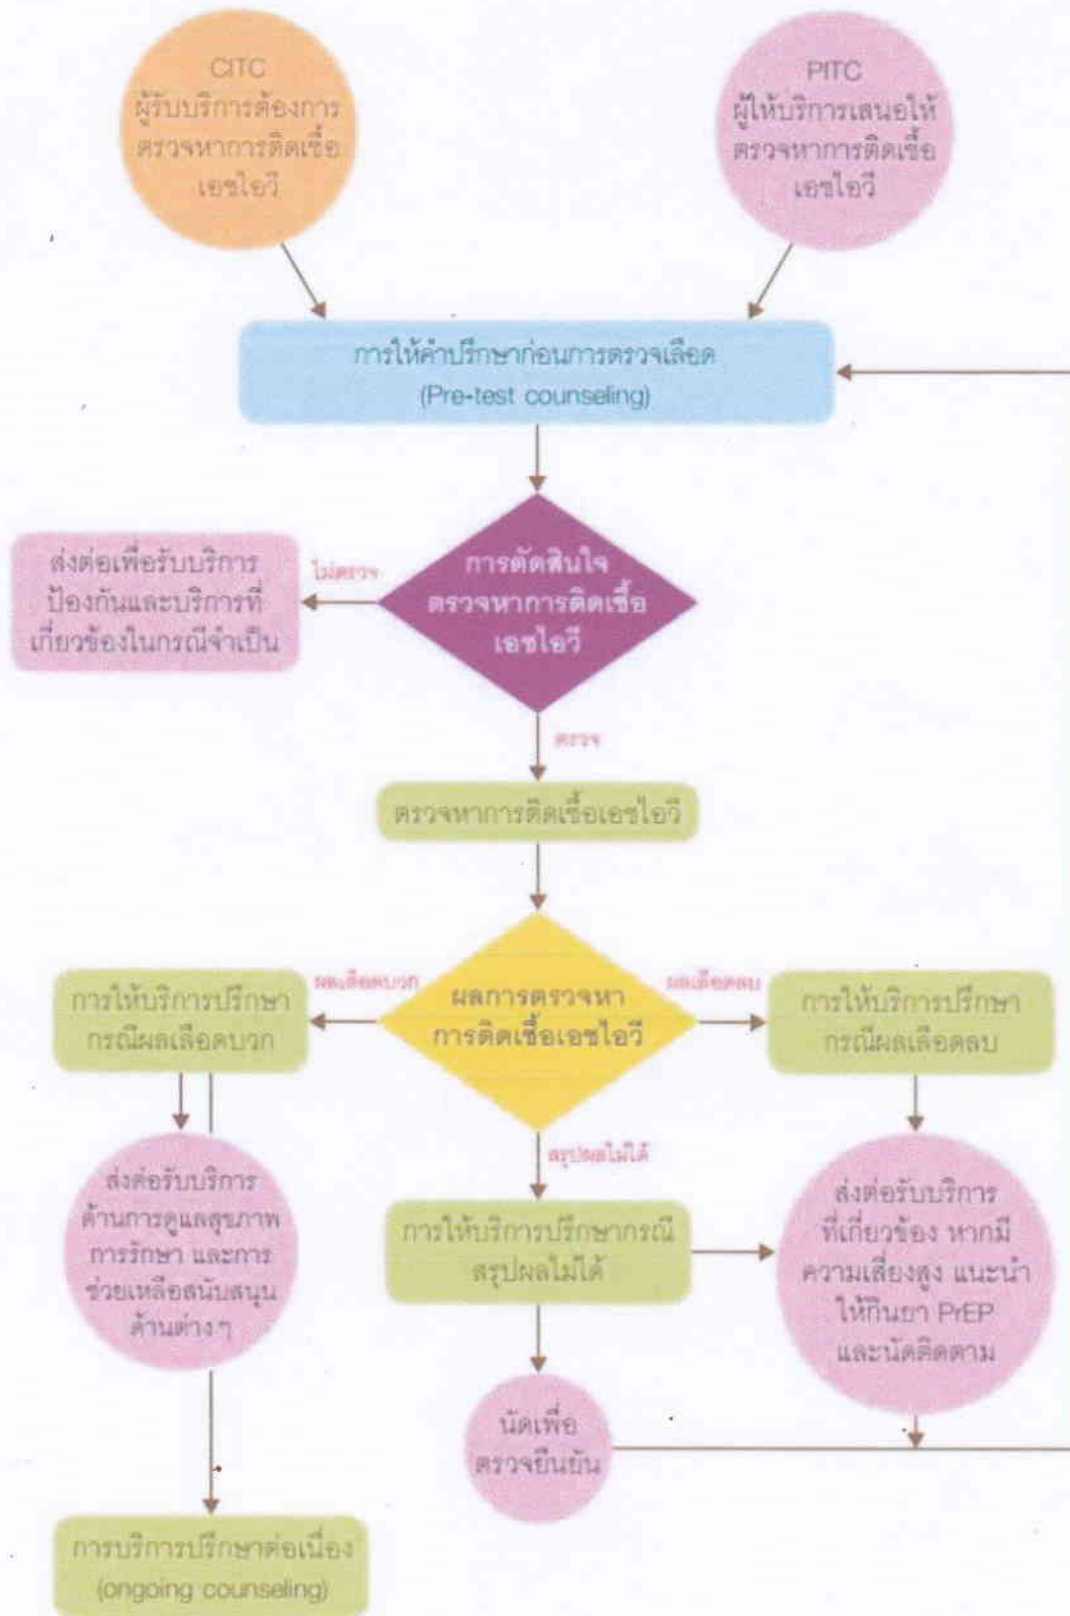 CITC
ผู้รับบริการต้องการ
ตรวจหาการติดเชื้อ
เอชไอวี
PITC
ผู้ให้บริการเสนอให้
ตรวจหาการติดเชื้อ
เอชไอวี
การให้คำปรึกษาก่อนการตรวจเลือด
(Pre-test counseling)
การตัดสินใจ
ตรวจหาการติดเชื้อ
เอชไอวี
ไม่ตรวจ
ส่งต่อเพื่อรับบริการ
ป้องกันและบริการที่
เกี่ยวข้องในกรณีจำเป็น
ตรวจ
ตรวจหาการติดเชื้อเอชไอวี
ผลการตรวจหา
การติดเชื้อเอชไอวี
ผลเลือดบวก
ผลเลือดลบ
การให้บริการปรึกษา
กรณีผลเลือดบวก
การให้บริการปรึกษา
กรณีผลเลือดลบ
สรุปผลไม่ได้
ส่งต่อรับบริการ
ด้านการดูแลสุขภาพ
การรักษา และการ
ช่วยเหลือสนับสนุน
ด้านต่างๆ
การให้บริการปรึกษากรณี
สรุปผลไม่ได้
ส่งต่อรับบริการ
ที่เกี่ยวข้อง หากมี
ความเสี่ยงสูง แนะนำ
ให้กินยา PrEP
และนัดติดตาม
นัดเพื่อ
ตรวจยืนยัน
การบริการปรึกษาต่อเนื่อง
(ongoing counseling)